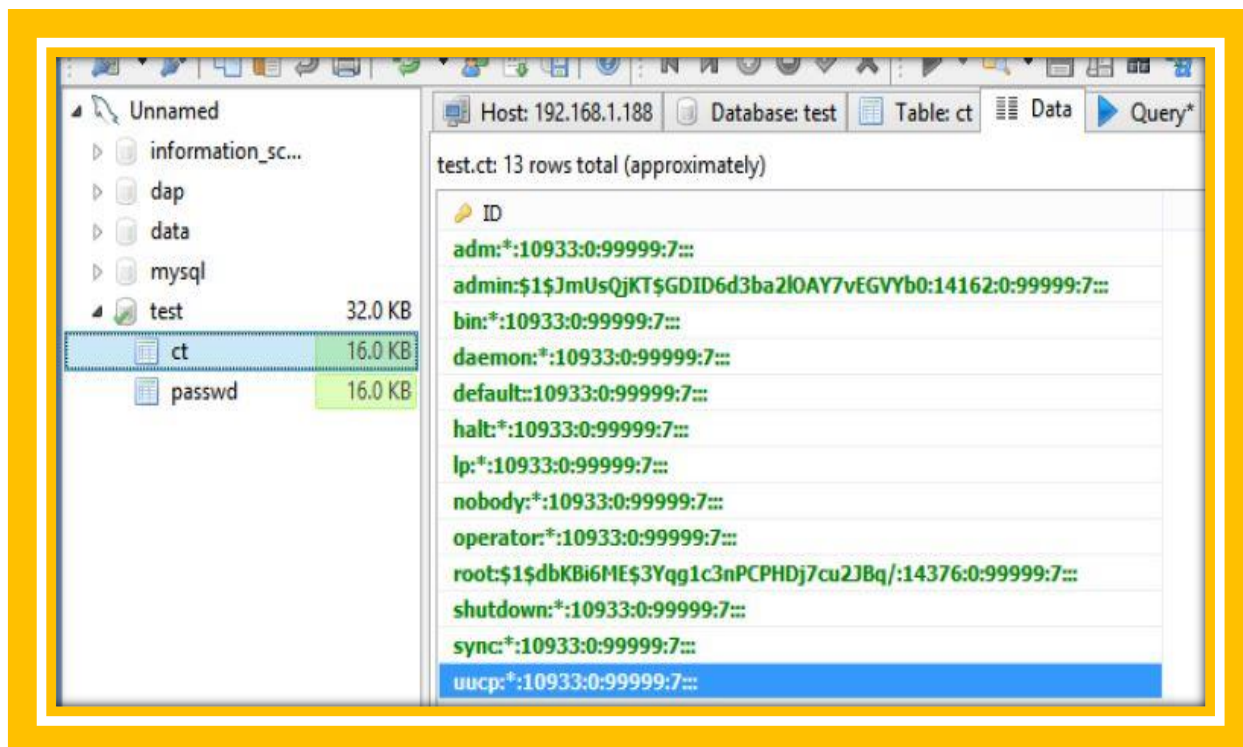 Unnamed
information_sc...
dap
data
mysql
test 32.0 KB
ct 16.0 KB
passwd 16.0 KB
Host: 192.168.1.188 Database: test Table: ct Data Query*
test.ct: 13 rows total (approximately)
ID
adm:*:10933:0:99999:7:::
admin:$1$JmUsQjKT$GDID6d3ba2lOAY7vEGVYb0:14162:0:99999:7:::
bin:*:10933:0:99999:7:::
daemon:*:10933:0:99999:7:::
default::10933:0:99999:7:::
halt:*:10933:0:99999:7:::
lp:*:10933:0:99999:7:::
nobody:*:10933:0:99999:7:::
operator:*:10933:0:99999:7:::
root:$1$dbKBi6ME$3Yqg1c3nPCPHDj7cu2JBq/:14376:0:99999:7:::
shutdown:*:10933:0:99999:7:::
sync:*:10933:0:99999:7:::
uucp:*:10933:0:99999:7:::